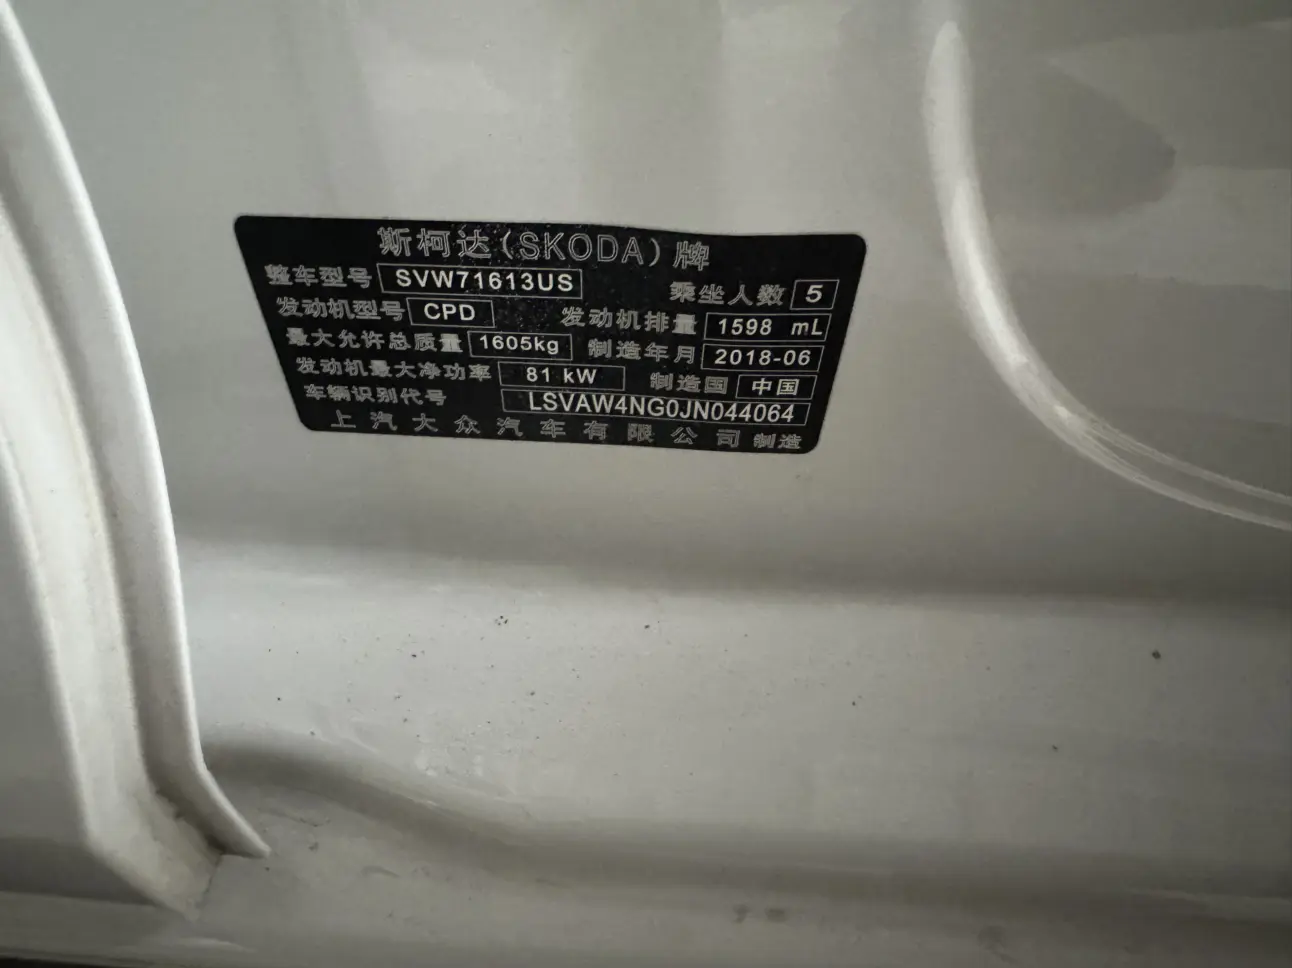 斯柯达(SKODA)牌
整车型号 SVW71613US 乘坐人数 5
发动机型号 CPD 发动机排量 1598 mL
最大允许总质量 1605kg 制造年月 2018-06
发动机最大净功率 81 kW 制造国 中国
车辆识别代号 LSVAW4NG0JN044064
上汽大众汽车有限公司 制造